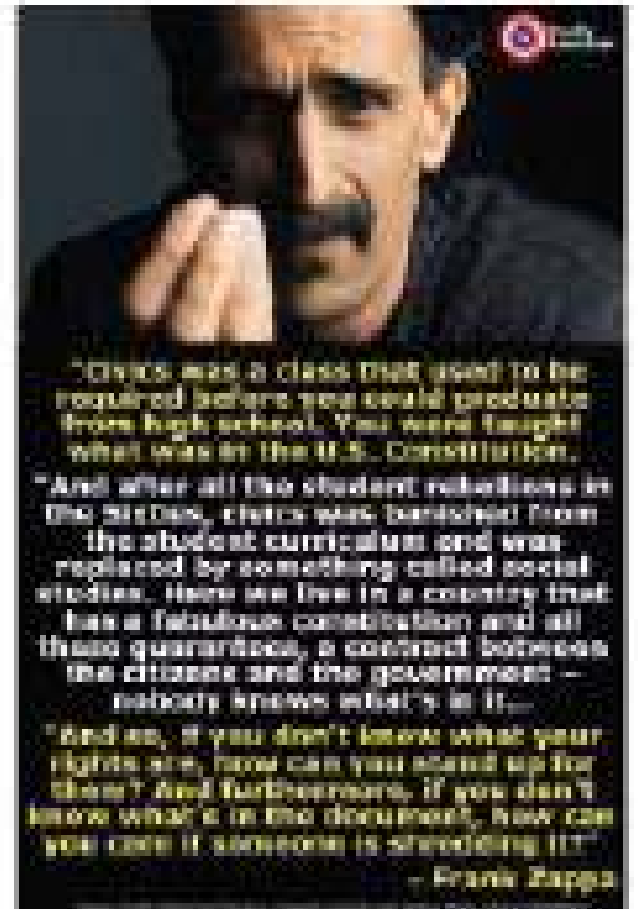 "Civics was a class that used to be
required before you could graduate
from high school. You were taught
what was in the U.S. Constitution.
"And after all the student rebellions in
the Sixties, civics was banished from
the student curriculum and was
replaced by something called social
studies. Here we live in a country that
has a fabulous constitution and all
these guarantees, a contract between
the citizens and the government –
nobody knows what's in it...
"And so, if you don't know what your
rights are, how can you stand up for
them? And furthermore, if you don't
know what's in the document, how can
you care if someone is shredding it?"
- Frank Zappa